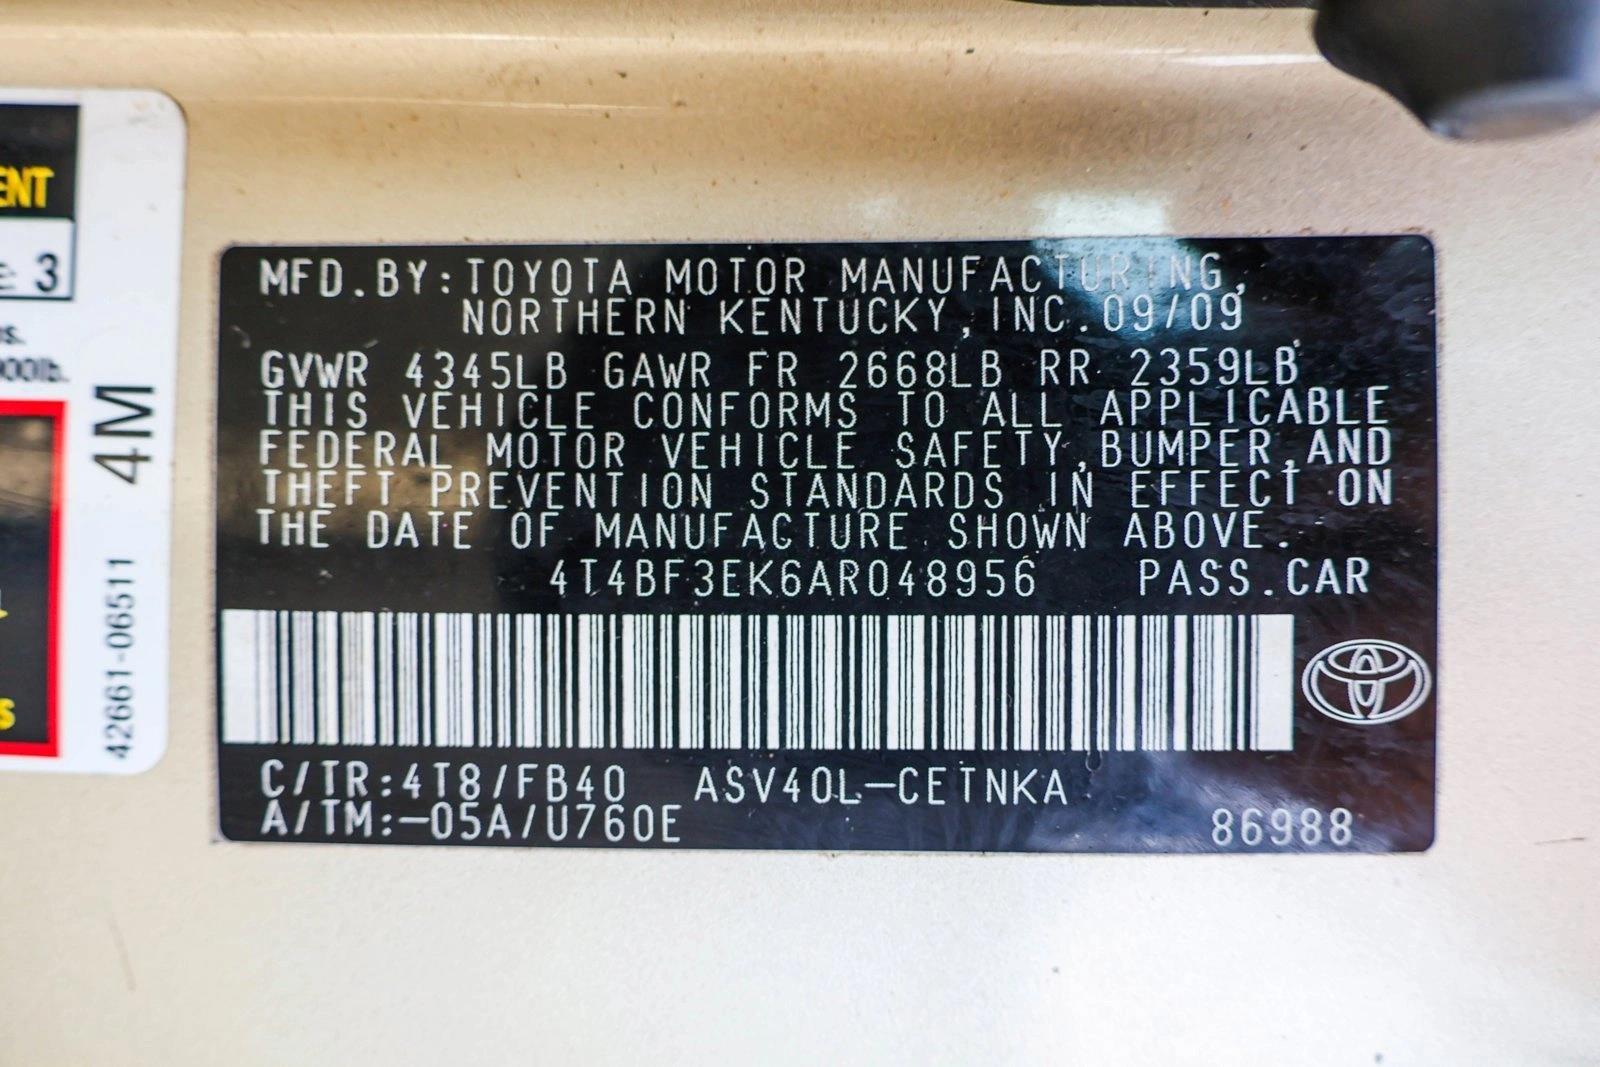 ENT
3
s.
000lb.
4M
42661-06511
S
MFD.BY:TOYOTA MOTOR MANUFACTURING,
NORTHERN KENTUCKY,INC.09/09
GVWR 4345LB GAWR FR 2668LB RR 2359LB
THIS VEHICLE CONFORMS TO ALL APPLICABLE
FEDERAL MOTOR VEHICLE SAFETY,BUMPER,AND
THEFT PREVENTION STANDARDS IN EFFECT ON
THE DATE OF MANUFACTURE SHOWN ABOVE.
4T4BF3EK6AR048956 PASS.CAR
C/TR:4T8/FB40 ASV40L-CETNKA
A/TM:-05A/U760E 86988